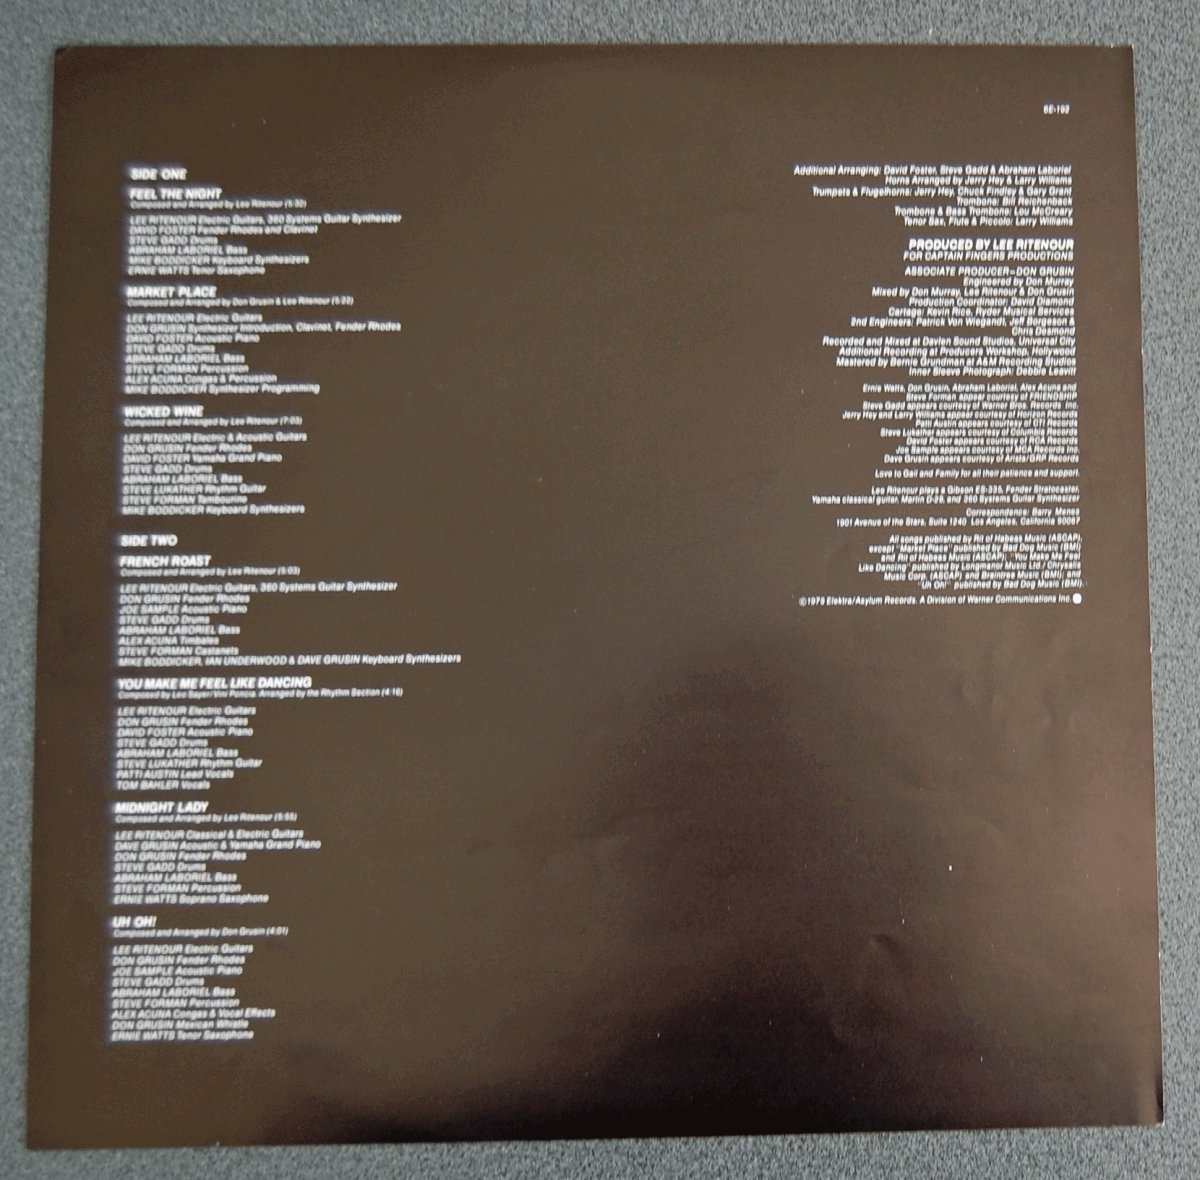 6E-192
SIDE ONE
FEEL THE NIGHT
Composed and Arranged by Lee Ritenour (5:32)
LEE RITENOUR Electric Guitars, 360 Systems Guitar Synthesizer
DAVID FOSTER Fender Rhodes and Clavinet
STEVE GADD Drums
ABRAHAM LABORIEL Bass
MIKE BODDICKER Keyboard Synthesizers
ERNIE WATTS Tenor Saxophone
MARKET PLACE
Composed and Arranged by Don Grusin & Lee Ritenour (5:22)
LEE RITENOUR Electric Guitars
DON GRUSIN Synthesizer Introduction, Clavinet, Fender Rhodes
DAVID FOSTER Acoustic Piano
STEVE GADD Drums
ABRAHAM LABORIEL Bass
STEVE FORMAN Percussion
ALEX ACUNA Congas & Percussion
MIKE BODDICKER Synthesizer Programming
WICKED WINE
Composed and Arranged by Lee Ritenour (7:03)
LEE RITENOUR Electric & Acoustic Guitars
DON GRUSIN Fender Rhodes
DAVID FOSTER Yamaha Grand Piano
STEVE GADD Drums
ABRAHAM LABORIEL Bass
STEVE LUKATHER Rhythm Guitar
STEVE FORMAN Tambourine
MIKE BODDICKER Keyboard Synthesizers
SIDE TWO
FRENCH ROAST
Composed and Arranged by Lee Ritenour (5:03)
LEE RITENOUR Electric Guitars, 360 Systems Guitar Synthesizer
DON GRUSIN Fender Rhodes
JOE SAMPLE Acoustic Piano
STEVE GADD Drums
ABRAHAM LABORIEL Bass
ALEX ACUNA Timbales
STEVE FORMAN Castanets
MIKE BODDICKER, IAN UNDERWOOD & DAVE GRUSIN Keyboard Synthesizers
YOU MAKE ME FEEL LIKE DANCING
Composed by Leo Sayer/Vini Poncia. Arranged by the Rhythm Section (4:16)
LEE RITENOUR Electric Guitars
DON GRUSIN Fender Rhodes
DAVID FOSTER Acoustic Piano
STEVE GADD Drums
ABRAHAM LABORIEL Bass
STEVE LUKATHER Rhythm Guitar
PATTI AUSTIN Lead Vocals
TOM BAHLER Vocals
MIDNIGHT LADY
Composed and Arranged by Lee Ritenour (5:55)
LEE RITENOUR Classical & Electric Guitars
DAVE GRUSIN Acoustic & Yamaha Grand Piano
DON GRUSIN Fender Rhodes
STEVE GADD Drums
ABRAHAM LABORIEL Bass
STEVE FORMAN Percussion
ERNIE WATTS Soprano Saxophone
UH OH!
Composed and Arranged by Don Grusin (4:01)
LEE RITENOUR Electric Guitars
DON GRUSIN Fender Rhodes
JOE SAMPLE Acoustic Piano
STEVE GADD Drums
ABRAHAM LABORIEL Bass
STEVE FORMAN Percussion
ALEX ACUNA Congas & Vocal Effects
DON GRUSIN Mexican Whistle
ERNIE WATTS Tenor Saxophone
Additional Arranging: David Foster, Steve Gadd & Abraham Laboriel
Horns Arranged by Jerry Hey & Larry Williams
Trumpets & Flugelhorns: Jerry Hey, Chuck Findley & Gary Grant
Trombone: Bill Reichenbach
Trombone & Bass Trombone: Lou McCreary
Tenor Sax, Flute & Piccolo: Larry Williams
PRODUCED BY LEE RITENOUR
FOR CAPTAIN FINGERS PRODUCTIONS
ASSOCIATE PRODUCER–DON GRUSIN
Engineered by Don Murray
Mixed by Don Murray, Lee Ritenour & Don Grusin
Production Coordinator: David Diamond
Cartage: Kevin Rice, Ryder Musical Services
2nd Engineers: Patrick Von Wiegandt, Jeff Borgeson &
Chris Desmond
Recorded and Mixed at Davlen Sound Studios, Universal City
Additional Recording at Producers Workshop, Hollywood
Mastered by Bernie Grundman at A&M Recording Studios
Inner Sleeve Photograph: Debbie Leavitt
Ernie Watts, Don Grusin, Abraham Laboriel, Alex Acuna and
Steve Forman appear courtesy of FRIENDSHIP
Steve Gadd appears courtesy of Warner Bros. Records Inc.
Jerry Hey and Larry Williams appear courtesy of Horizon Records
Patti Austin appears courtesy of CTI Records
Steve Lukather appears courtesy of Columbia Records
David Foster appears courtesy of RCA Records
Joe Sample appears courtesy of MCA Records Inc.
Dave Grusin appears courtesy of Arista/GRP Records
Love to Gail and Family for all their patience and support.
Lee Ritenour plays a Gibson ES-335, Fender Stratocaster,
Yamaha classical guitar, Martin D-28, and 360 Systems Guitar Synthesizer
Correspondence: Barry Menes
1901 Avenue of the Stars, Suite 1240 Los Angeles, California 90067
All songs published by Rit of Habeas Music (ASCAP),
except "Market Place" published by Bad Dog Music (BMI)
and Rit of Habeas Music (ASCAP); "You Make Me Feel
Like Dancing" published by Longmanor Music Ltd./Chrysalis
Music Corp. (ASCAP) and Braintree Music (BMI); and
"Uh Oh!" published by Bad Dog Music (BMI).
©1979 Elektra/Asylum Records. A Division of Warner Communications Inc.